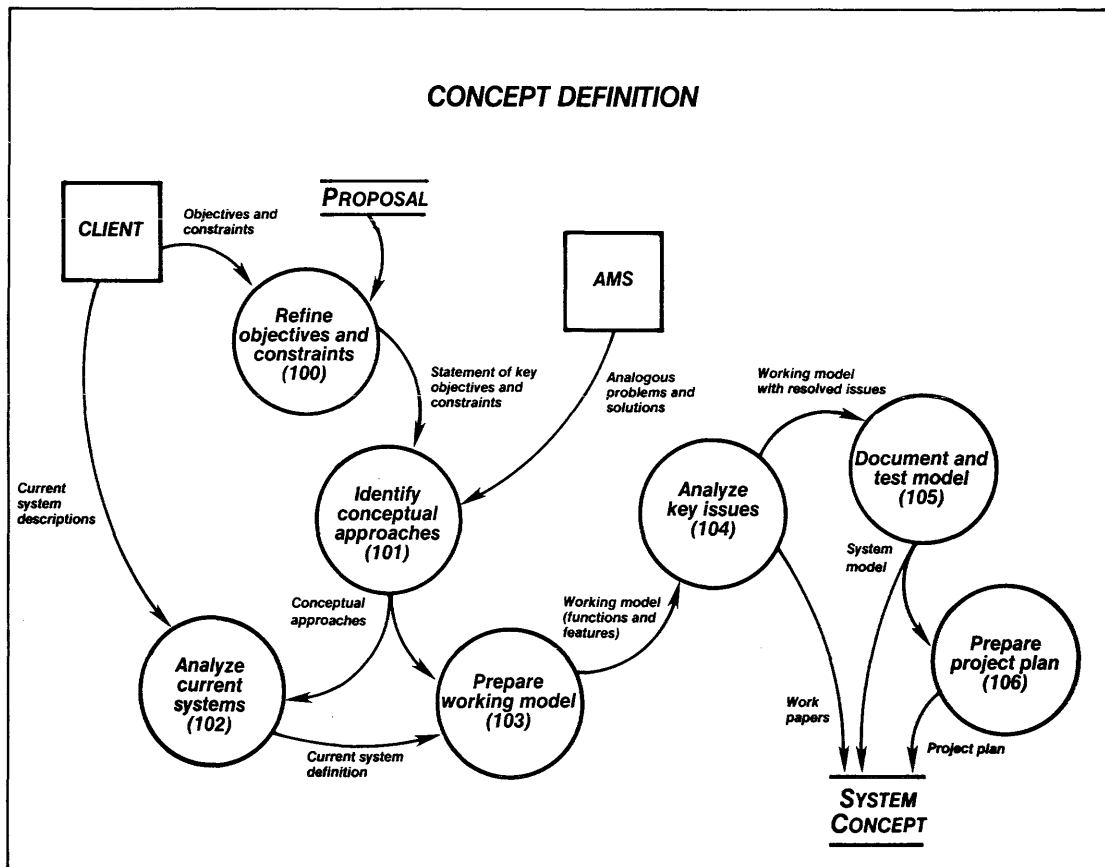 CONCEPT DEFINITION
CLIENT
Objectives and
constraints
PROPOSAL
AMS
Refine
objectives and
constraints
(100)
Statement of key
objectives and
constraints
Analogous
problems and
solutions
Working model
with resolved issues
Current
system
descriptions
Identify
conceptual
approaches
(101)
Analyze
key issues
(104)
Document and
test model
(105)
System
model
Conceptual
approaches
Working model
(functions and
features)
Analyze
current
systems
(102)
Prepare
working model
(103)
Prepare
project plan
(106)
Work
papers
Current system
definition
Project plan
SYSTEM
CONCEPT